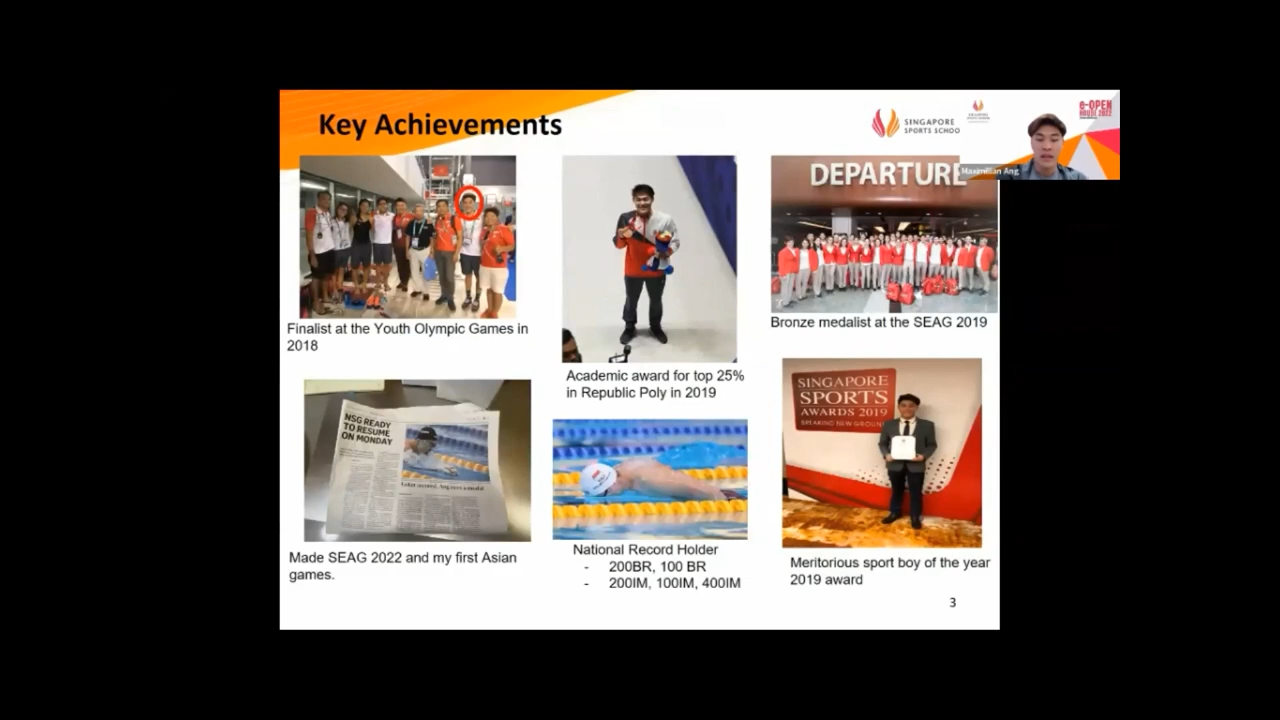 Key Achievements
SINGAPORE
SPORTS SCHOO
e-OPEN
HOUSE 2022
Maximilian Ang
DEPARTURE
Finalist at the Youth Olympic Games in
2018
Academic award for top 25%
in Republic Poly in 2019
Bronze medalist at the SEAG 2019
NSG READY
TO RESUME
ON MONDAY
SINGAPORE
SPORTS
AWARDS 2019
BREAKING NEW GROUN
Made SEAG 2022 and my first Asian
games.
National Record Holder
- 200BR, 100 BR
- 200IM, 100IM, 400IM
Meritorious sport boy of the year
2019 award
3